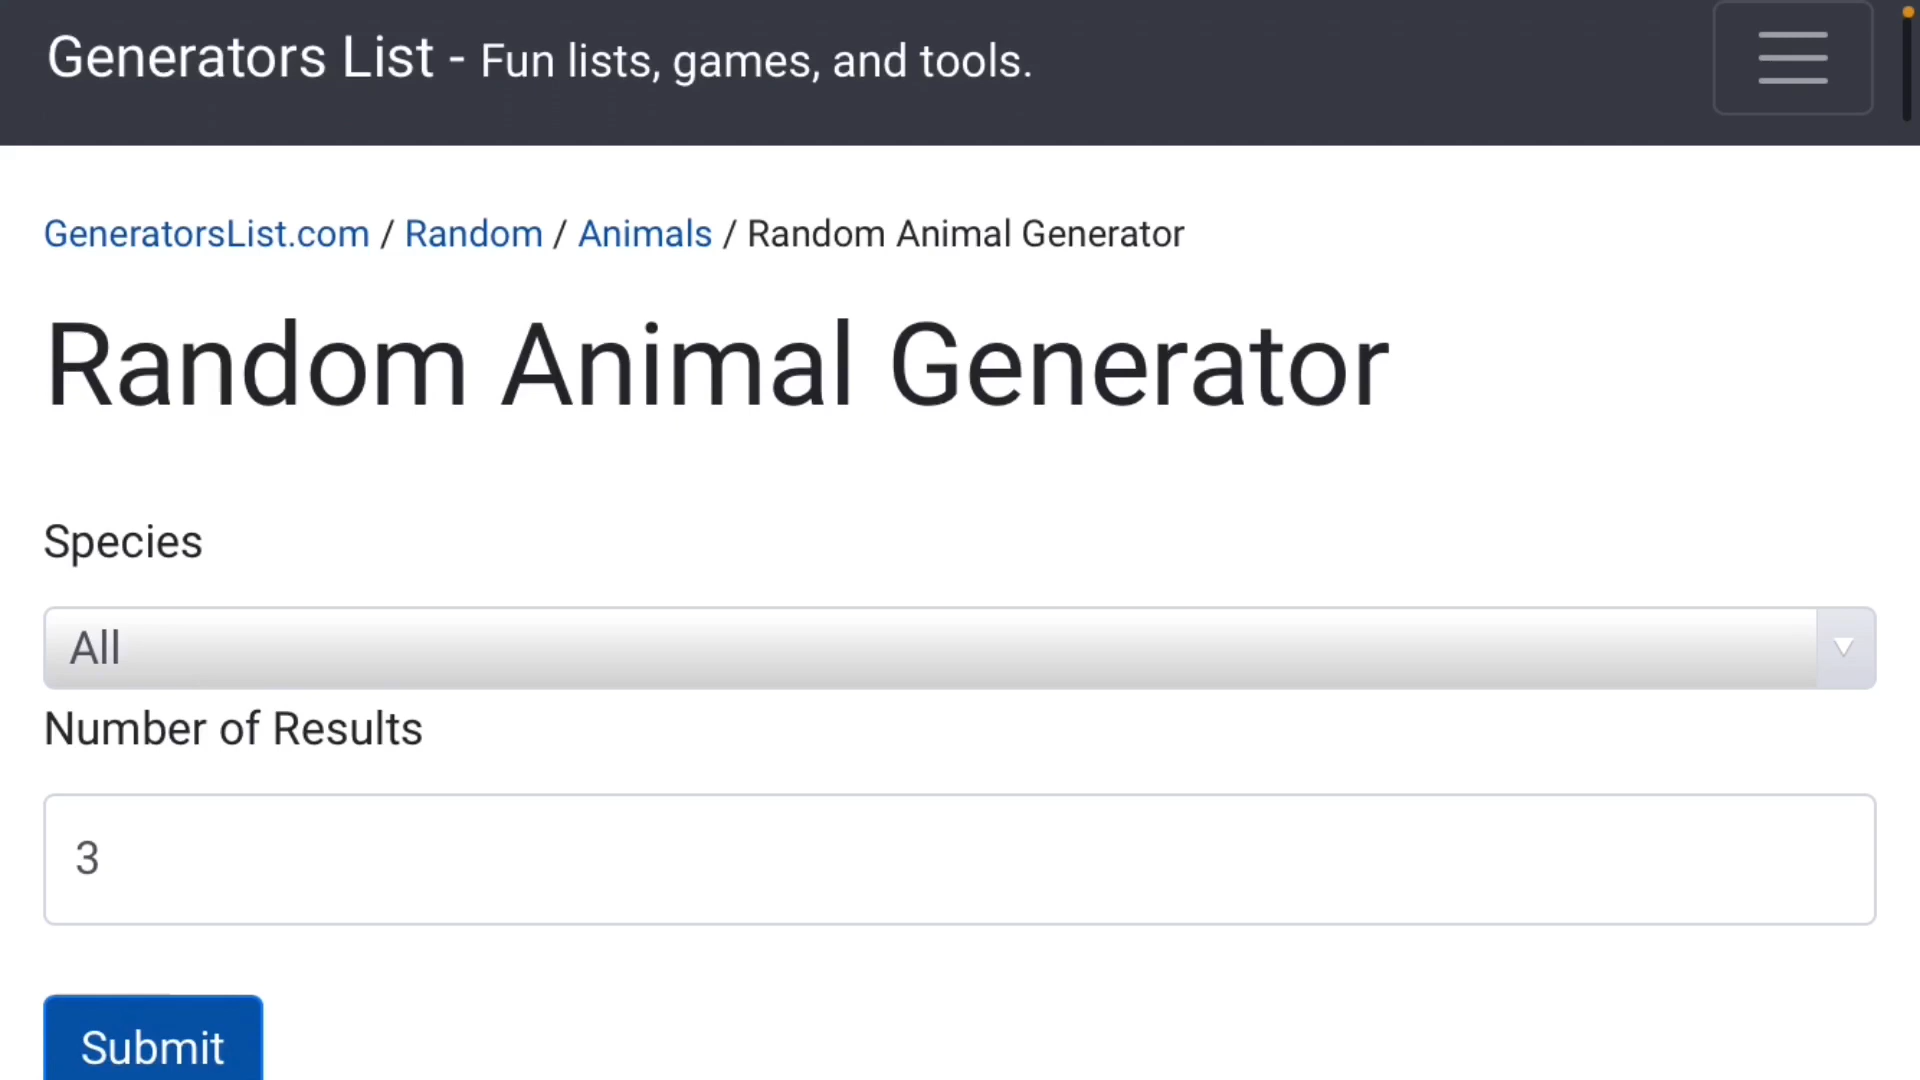 Generators List - Fun lists, games, and tools.
GeneratorsList.com / Random / Animals / Random Animal Generator
Random Animal Generator
Species
All
Number of Results
3
Submit